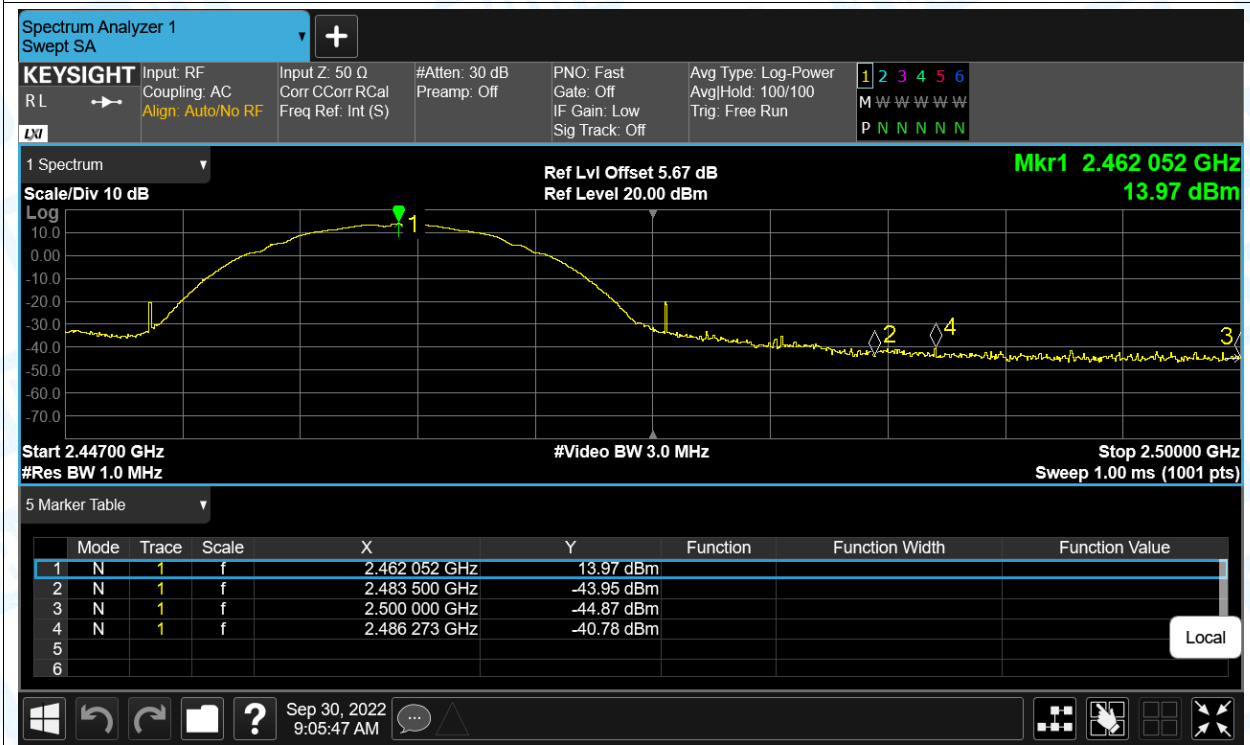 Spectrum Analyzer 1
Swept SA
KEYSIGHT
R L
LXI
Input: RF
Coupling: AC
Align: Auto/No RF
Input Z: 50 Ω
Corr CCorr RCal
Freq Ref: Int (S)
#Atten: 30 dB
Preamp: Off
PNO: Fast
Gate: Off
IF Gain: Low
Sig Track: Off
Avg Type: Log-Power
Avg|Hold: 100/100
Trig: Free Run
1 2 3 4 5 6
M W W W W W
P N N N N N
1 Spectrum
Scale/Div 10 dB
Ref Lvl Offset 5.67 dB
Ref Level 20.00 dBm
Mkr1 2.462 052 GHz
13.97 dBm
Log
10.0
0.00
-10.0
-20.0
-30.0
-40.0
-50.0
-60.0
-70.0
1
2
4
3
Start 2.44700 GHz
#Res BW 1.0 MHz
#Video BW 3.0 MHz
Stop 2.50000 GHz
Sweep 1.00 ms (1001 pts)
5 Marker Table
Mode Trace Scale X Y Function Function Width Function Value
1 N 1 f 2.462 052 GHz 13.97 dBm
2 N 1 f 2.483 500 GHz -43.95 dBm
3 N 1 f 2.500 000 GHz -44.87 dBm
4 N 1 f 2.486 273 GHz -40.78 dBm
5
6
Local
?
Sep 30, 2022
9:05:47 AM